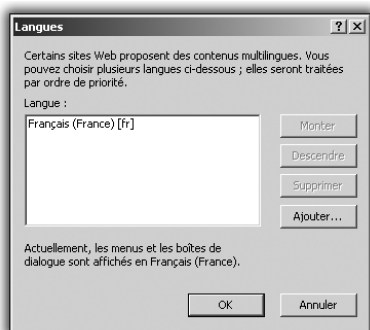 Langues
Certains sites Web proposent des contenus multilingues. Vous
pouvez choisir plusieurs langues ci-dessous ; elles seront traitées
par ordre de priorité.
Langue :
Français (France) [fr]
Monter
Descendre
Supprimer
Ajouter...
Actuellement, les menus et les boîtes de
dialogue sont affichés en Français (France).
OK
Annuler